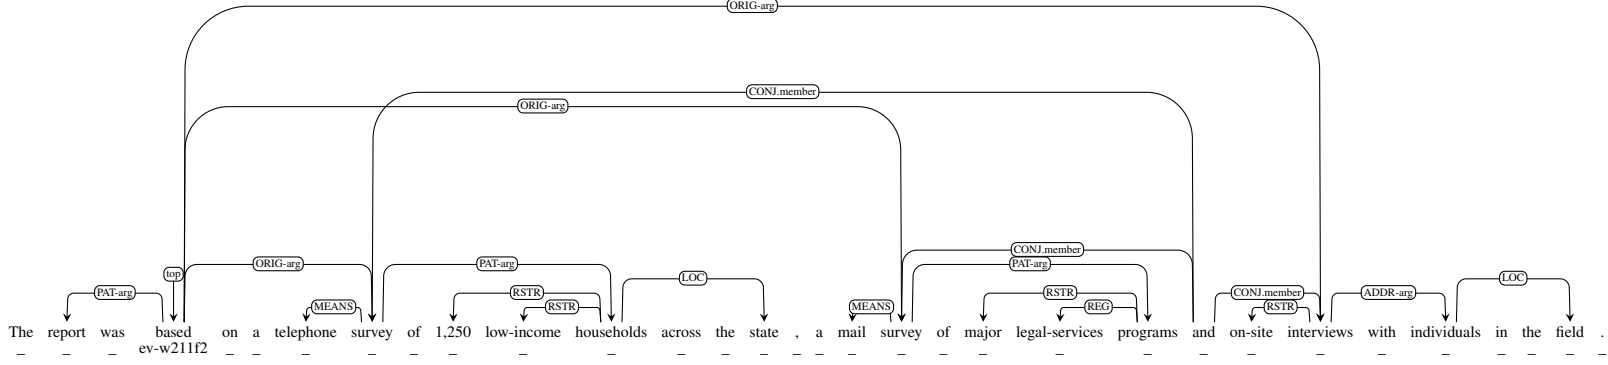 ORIG-arg
CONJ.member
ORIG-arg
CONJ.member
ORIG-arg PAT-arg PAT-arg
top LOC LOC
PAT-arg RSTR RSTR CONJ.member ADDR-arg
MEANS RSTR MEANS REG RSTR
The report was based on a telephone survey of 1,250 low-income households across the state , a mail survey of major legal-services programs and on-site interviews with individuals in the field .
_ _ _ ev-w211f2 _ _ _ _ _ _ _ _ _ _ _ _ _ _ _ _ _ _ _ _ _ _ _ _ _ _ _ _